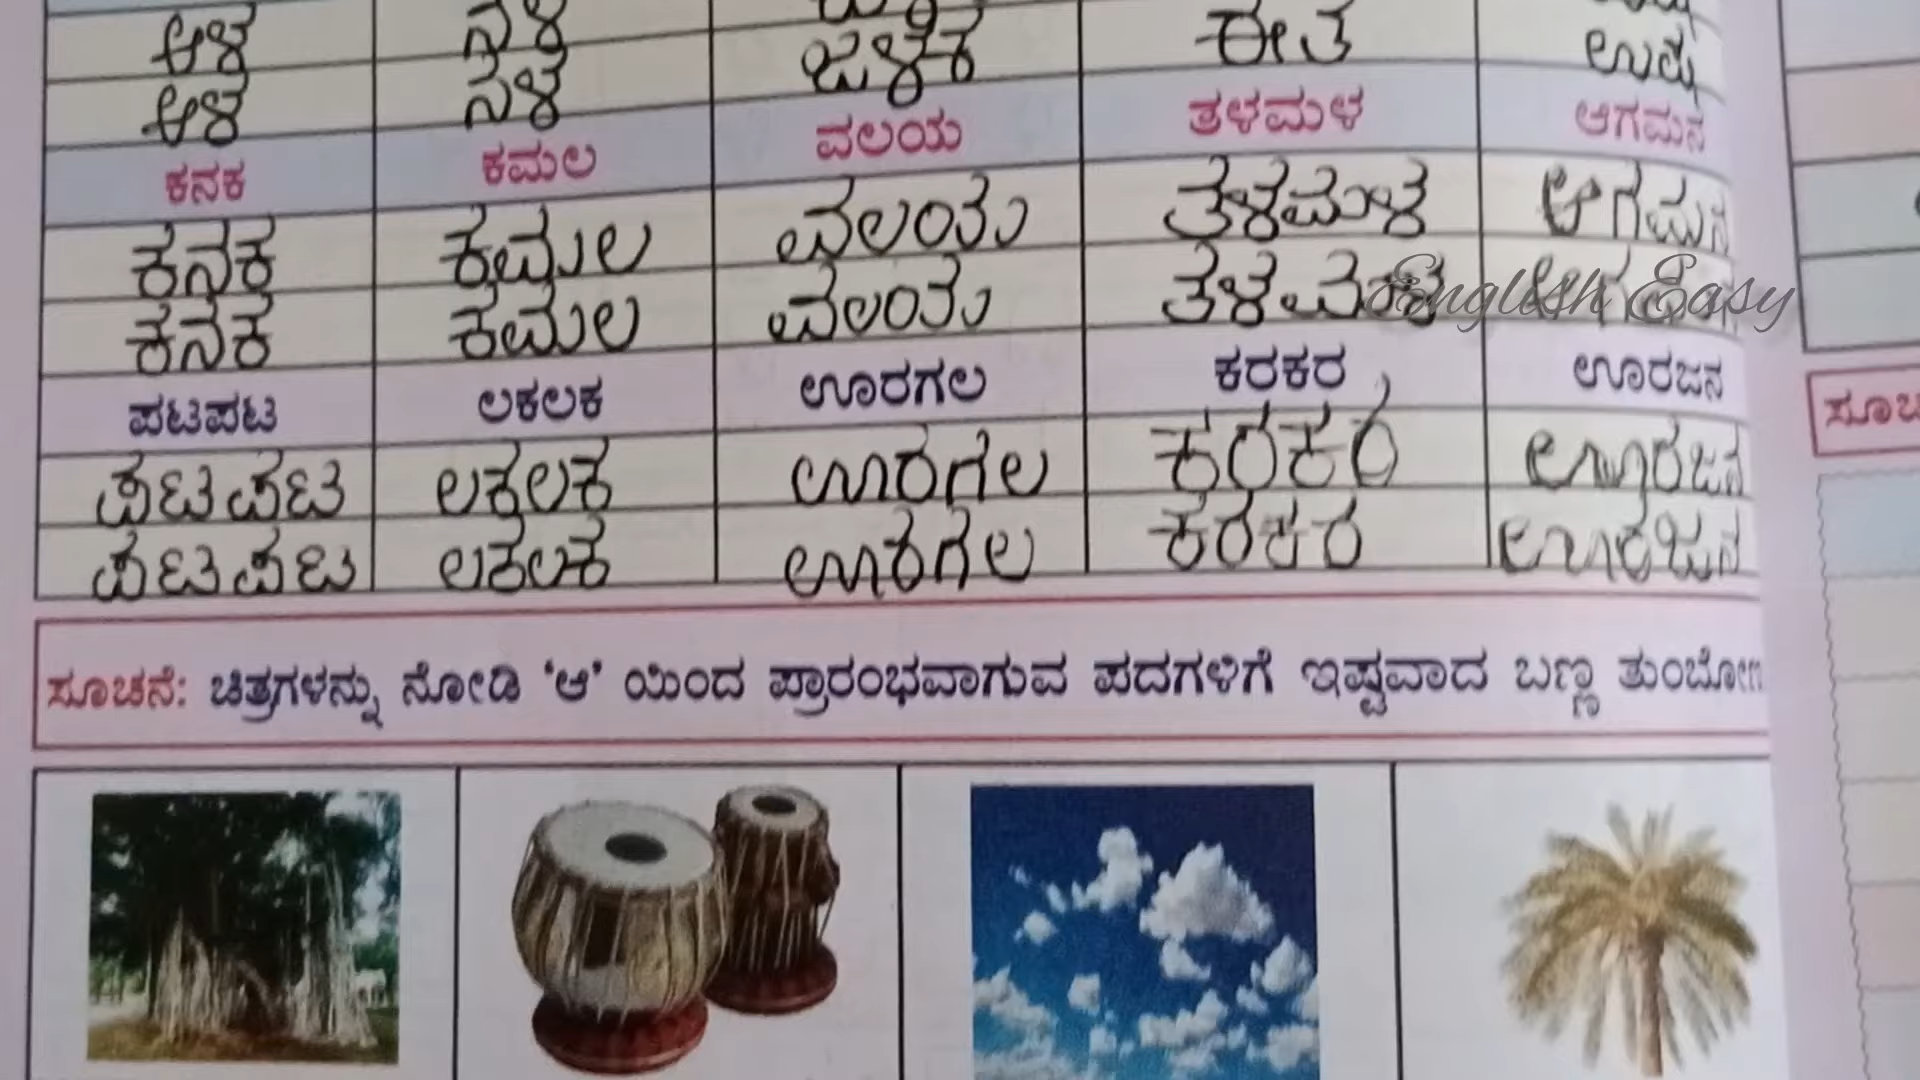 ಆಳ ನಳ ಈತ
ಆಳ ನಳ ಜಳಕ ಉಷ
ಕನಕ ಕಮಲ ವಲಯ ತಳಮಳ ಆಗಮನ
ಕನಕ ಕಮಲ ವಲಯ ತಳಮಳ ಆಗಮನ
ಕನಕ ಕಮಲ ವಲಯ ತಳಮಳ
English Easy
ಪಟಪಟ ಲಕಲಕ ಊರಗಲ ಕರಕರ ಊರಜನ
ಪಟಪಟ ಲಕಲಕ ಊರಗಲ ಕರಕರ ಊರಜನ
ಪಟಪಟ ಲಕಲಕ ಊರಗಲ ಕರಕರ ಊರಜನ
ಸೂಚನೆ: ಚಿತ್ರಗಳನ್ನು ನೋಡಿ 'ಆ' ಯಿಂದ ಪ್ರಾರಂಭವಾಗುವ ಪದಗಳಿಗೆ ಇಷ್ಟವಾದ ಬಣ್ಣ ತುಂಬೋಣ